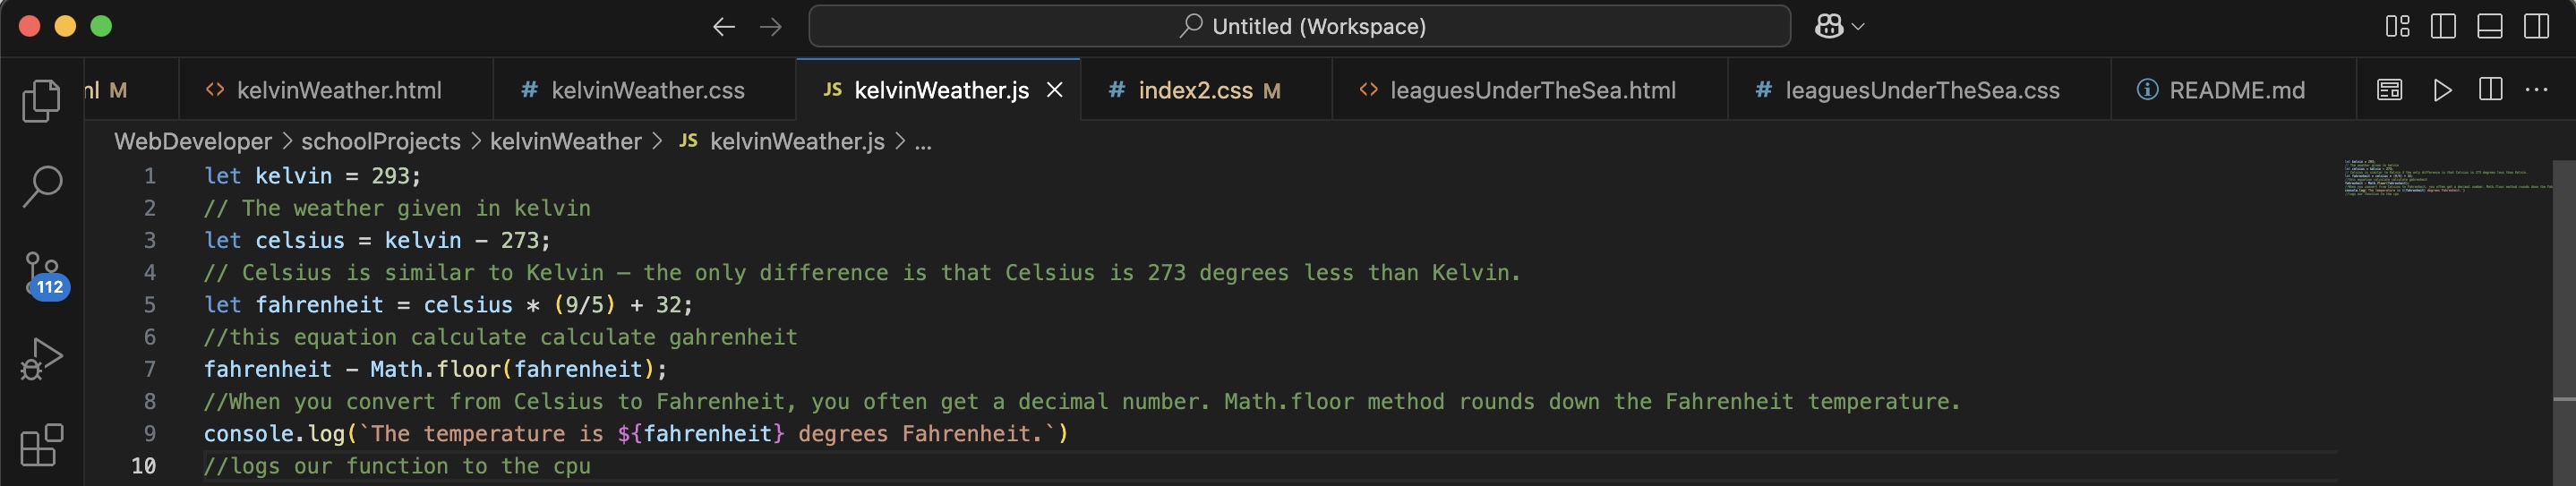 Untitled (Workspace)
nl M
kelvinWeather.html
# kelvinWeather.css
JS kelvinWeather.js
# index2.css M
leaguesUnderTheSea.html
# leaguesUnderTheSea.css
README.md
WebDeveloper > schoolProjects > kelvinWeather > JS kelvinWeather.js > ...
112
1 let kelvin = 293;
2 // The weather given in kelvin
3 let celsius = kelvin - 273;
4 // Celsius is similar to Kelvin — the only difference is that Celsius is 273 degrees less than Kelvin.
5 let fahrenheit = celsius * (9/5) + 32;
6 //this equation calculate calculate gahrenheit
7 fahrenheit - Math.floor(fahrenheit);
8 //When you convert from Celsius to Fahrenheit, you often get a decimal number. Math.floor method rounds down the Fahrenheit temperature.
9 console.log(`The temperature is ${fahrenheit} degrees Fahrenheit.`)
10 //logs our function to the cpu